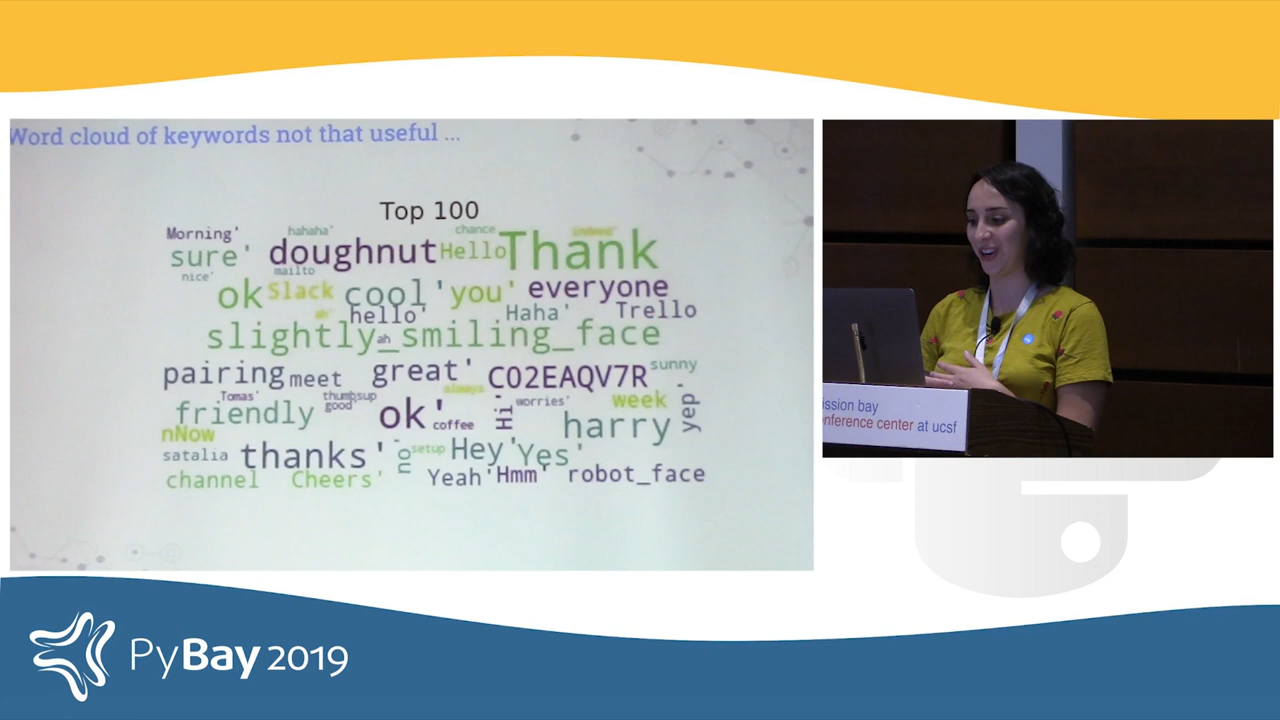 Word cloud of keywords not that useful ...
Top 100
Morning' hahaha' chance
sure' doughnut Hello Thank
nice' mailto
ok Slack cool 'you' everyone
ah' hello' Haha' Trello
slightly_smiling_face
ah
pairing meet great' C02EAQV7R sunny
Tomas' thumbsup always
friendly good' ok' coffee Hi' worries' harry week yep
nNow
satalia thanks' no setup Hey 'Yes'
channel Cheers' Yeah 'Hmm' robot_face
ission bay
onference center at ucsf
PyBay 2019